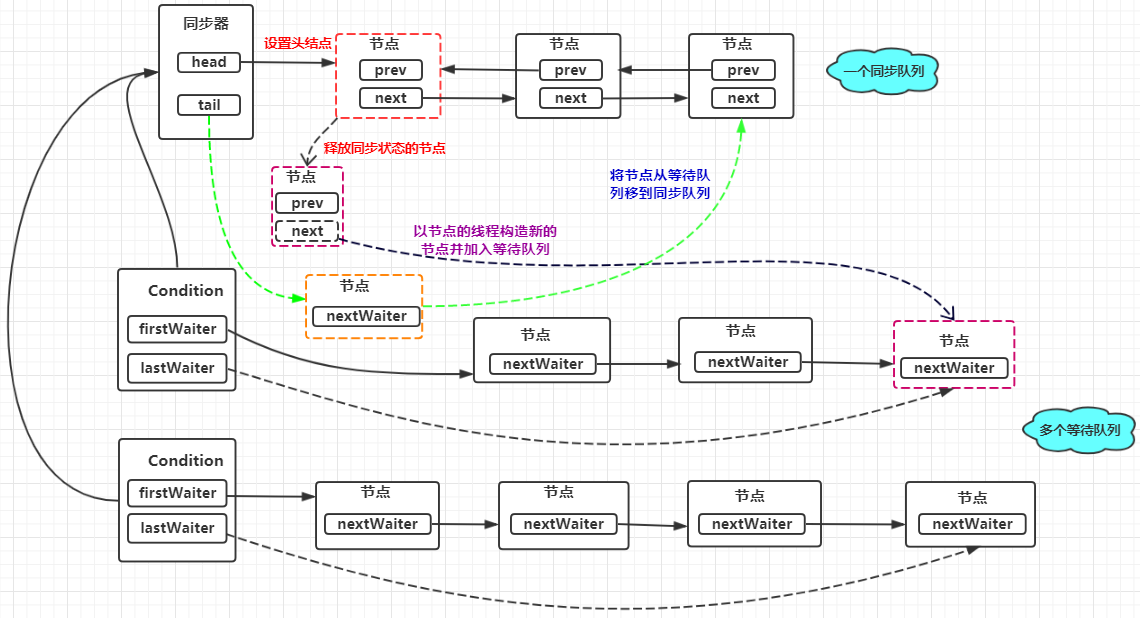 同步器
head
tail
设置头结点
节点
prev
next
节点
prev
next
节点
prev
next
一个同步队列
释放同步状态的节点
节点
prev
next
将节点从等待队
列移到同步队列
以节点的线程构造新的
节点并加入等待队列
节点
nextWaiter
Condition
firstWaiter
lastWaiter
节点
nextWaiter
节点
nextWaiter
节点
nextWaiter
多个等待队列
Condition
firstWaiter
lastWaiter
节点
nextWaiter
节点
nextWaiter
节点
nextWaiter
节点
nextWaiter